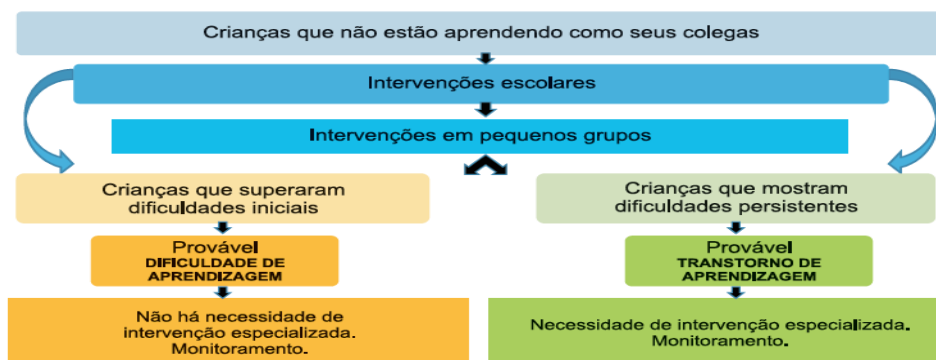 Crianças que não estão aprendendo como seus colegas
Intervenções escolares
Intervenções em pequenos grupos
Crianças que superaram
dificuldades iniciais
Crianças que mostram
dificuldades persistentes
Provável
DIFICULDADE DE
APRENDIZAGEM
Provável
TRANSTORNO DE
APRENDIZAGEM
Não há necessidade de
intervenção especializada.
Monitoramento.
Necessidade de intervenção especializada.
Monitoramento.